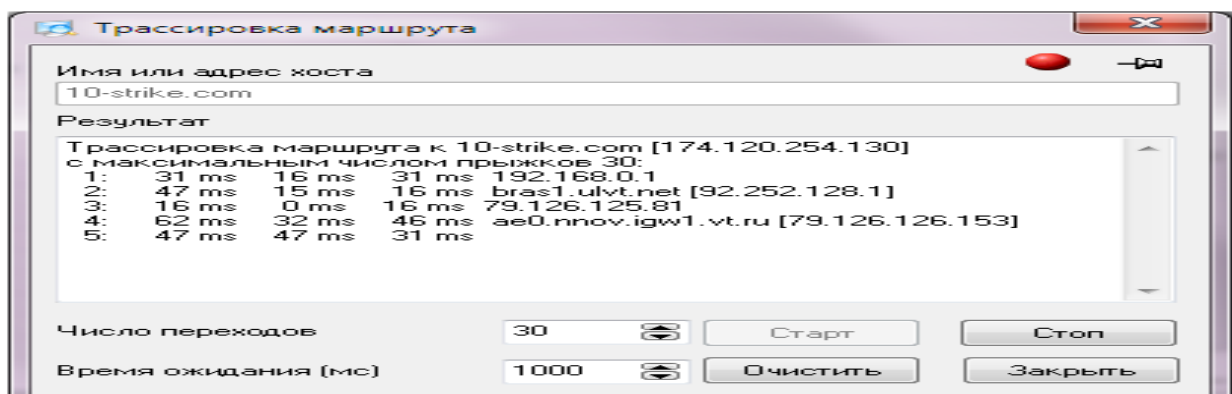 Трассировка маршрута
Имя или адрес хоста
10-strike.com
Результат
Трассировка маршрута к 10-strike.com [174.120.254.130]
с максимальным числом прыжков 30:
1: 31 ms 16 ms 31 ms 192.168.0.1
2: 47 ms 15 ms 16 ms bras1.ulvt.net [92.252.128.1]
3: 16 ms 0 ms 16 ms 79.126.125.81
4: 62 ms 32 ms 46 ms ae0.nnov.igw1.vt.ru [79.126.126.153]
5: 47 ms 47 ms 31 ms
Число переходов 30 Старт Стоп
Время ожидания (мс) 1000 Очистить Закрыть